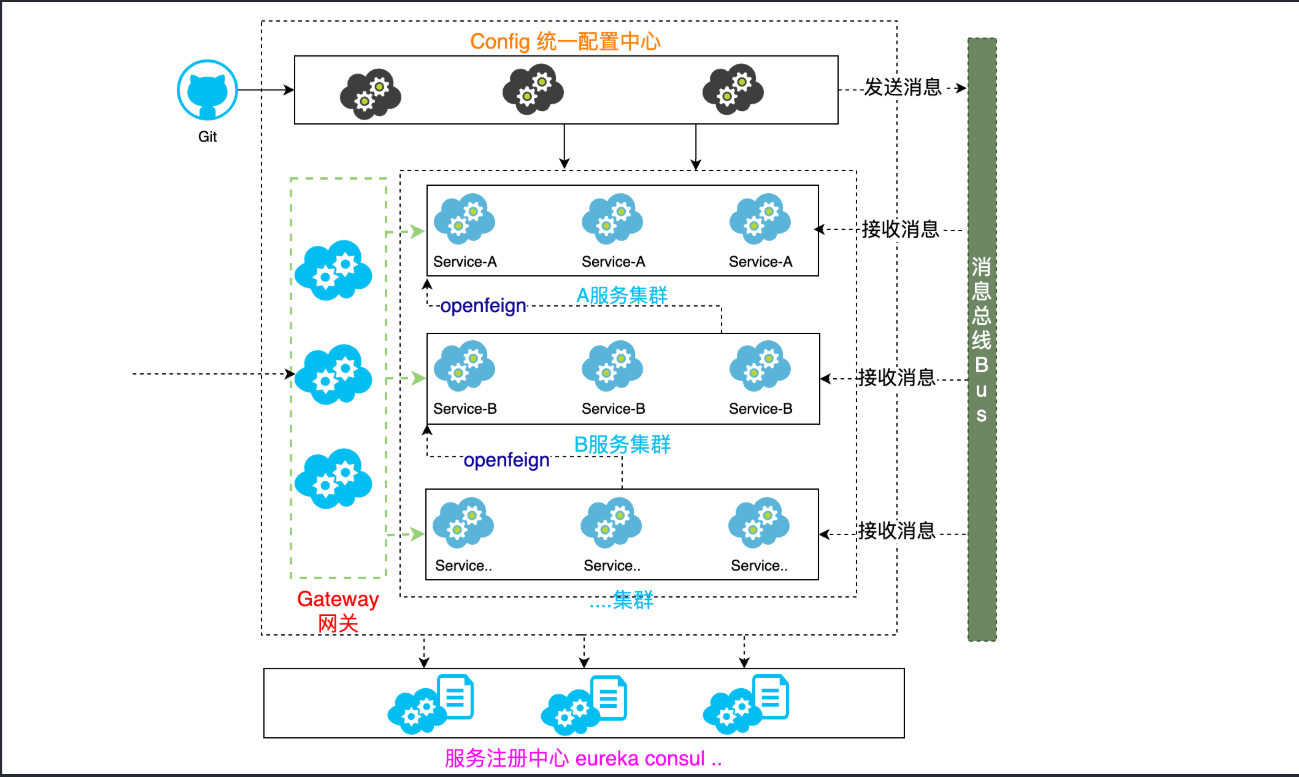 Config 统一配置中心
发送消息
Git
Service-A
Service-A
Service-A
接收消息
A服务集群
openfeign
Service-B
Service-B
Service-B
接收消息
B服务集群
openfeign
Service..
Service..
Service..
接收消息
....集群
Gateway
网关
消
息
总
线
B
u
s
服务注册中心 eureka consul ..